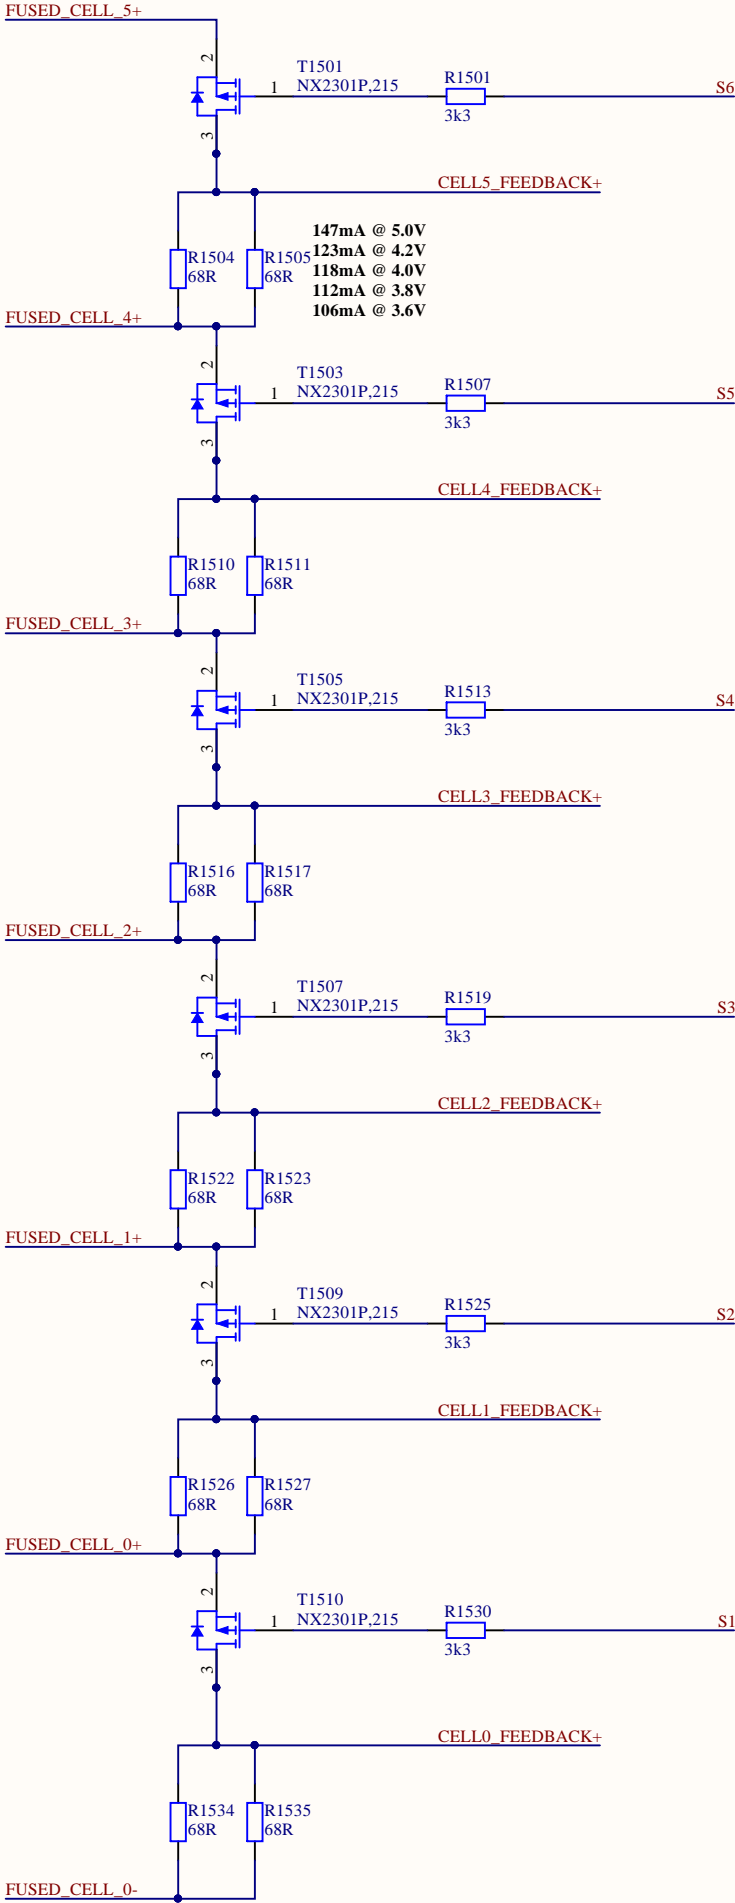 FUSED_CELL_5+
2
T1501
NX2301P,215
1
R1501
3k3
S6
3
CELL5_FEEDBACK+
R1504
68R
R1505
68R
147mA @ 5.0V
123mA @ 4.2V
118mA @ 4.0V
112mA @ 3.8V
106mA @ 3.6V
FUSED_CELL_4+
2
T1503
NX2301P,215
1
R1507
3k3
S5
3
CELL4_FEEDBACK+
R1510
68R
R1511
68R
FUSED_CELL_3+
2
T1505
NX2301P,215
1
R1513
3k3
S4
3
CELL3_FEEDBACK+
R1516
68R
R1517
68R
FUSED_CELL_2+
2
T1507
NX2301P,215
1
R1519
3k3
S3
3
CELL2_FEEDBACK+
R1522
68R
R1523
68R
FUSED_CELL_1+
2
T1509
NX2301P,215
1
R1525
3k3
S2
3
CELL1_FEEDBACK+
R1526
68R
R1527
68R
FUSED_CELL_0+
2
T1510
NX2301P,215
1
R1530
3k3
S1
3
CELL0_FEEDBACK+
R1534
68R
R1535
68R
FUSED_CELL_0-